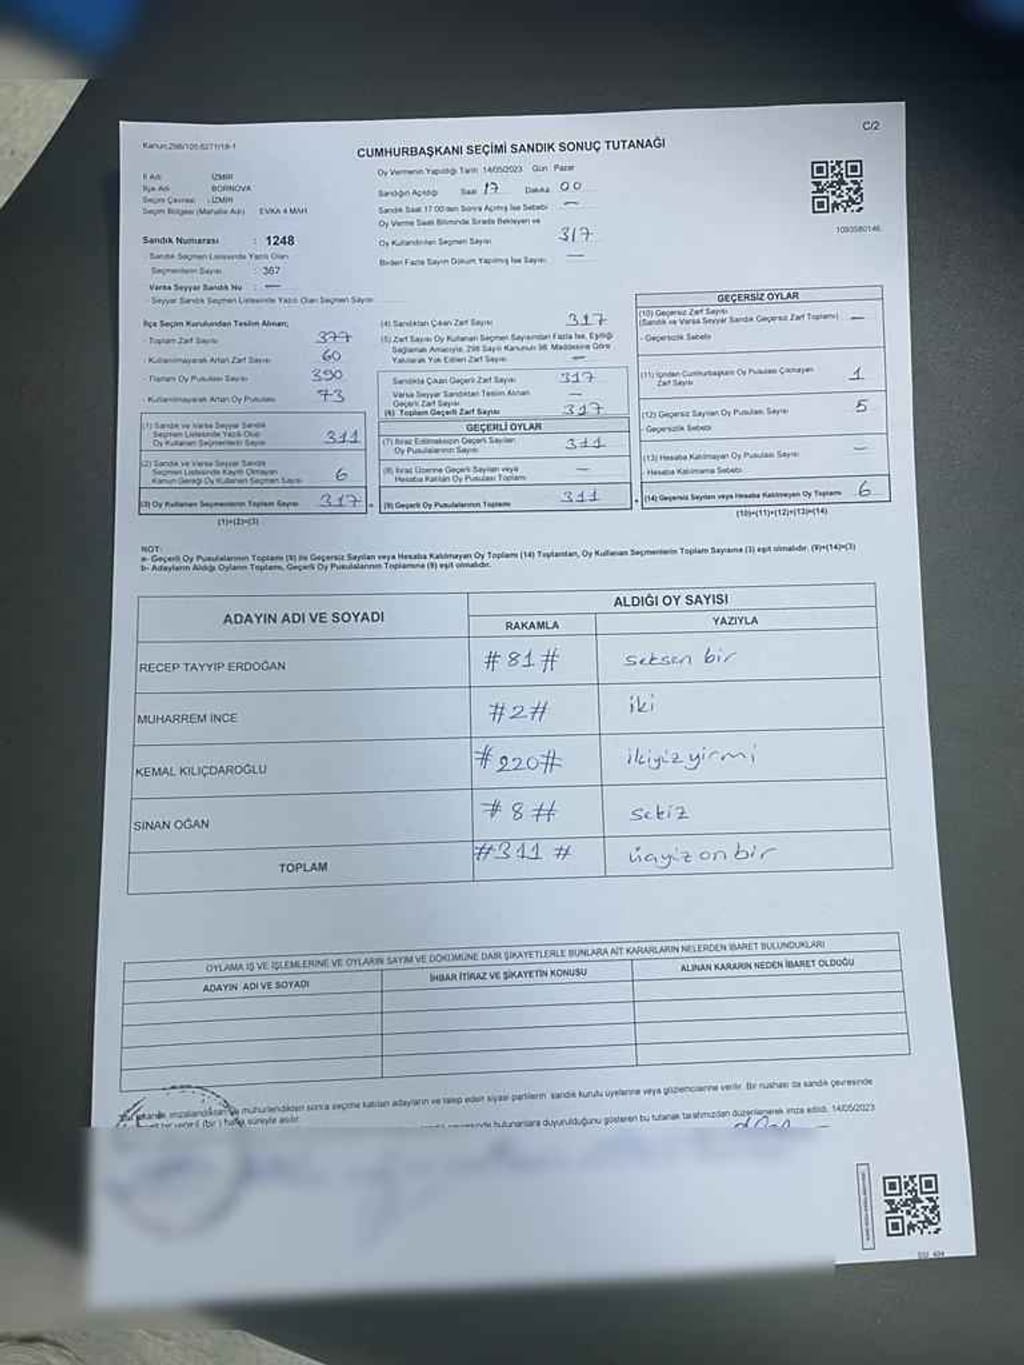 C/2
Kanun:298/105;6271/18-1
CUMHURBAŞKANI SEÇİMİ SANDIK SONUÇ TUTANAĞI
İl Adı : İZMİR
İlçe Adı : BORNOVA
Seçim Çevresi : İZMİR
Seçim Bölgesi (Mahalle Adı) EVKA 4 MAH
Sandık Numarası : 1248
Sandık Seçmen Listesinde Yazılı Olan
Seçmenlerin Sayısı : 367
Varsa Seyyar Sandık No : —
- Seyyar Sandık Seçmen Listesinde Yazılı Olan Seçmen Sayısı
Oy Vermenin Yapıldığı Tarih 14/05/2023 Gün Pazar
Sandığın Açıldığı Saat 17 Dakika 00
Sandık Saat 17.00'den Sonra Açılmış İse Sebebi —
Oy Verme Saati Bitiminde Sırada Bekleyen ve
Oy Kullandırılan Seçmen Sayısı 317
Birden Fazla Sayım Döküm Yapılmış İse Sayısı —
1093580146
İlçe Seçim Kurulundan Teslim Alınan;
- Toplam Zarf Sayısı 377
- Kullanılmayarak Artan Zarf Sayısı 60
- Toplam Oy Pusulası Sayısı 390
- Kullanılmayarak Artan Oy Pusulası 73
(1) Sandık ve Varsa Seyyar Sandık
Seçmen Listesinde Yazılı Olup
Oy Kullanan Seçmenlerin Sayısı 311
(2) Sandık ve Varsa Seyyar Sandık
Seçmen Listesinde Kaydı Olmayan
Kanun Gereği Oy Kullanan Seçmen Sayısı 6
(3) Oy Kullanan Seçmenlerin Toplam Sayısı 317
(1)+(2)=(3)
(4) Sandıktan Çıkan Zarf Sayısı 317
(5) Zarf Sayısı Oy Kullanan Seçmen Sayısından Fazla İse, Eşitliği
Sağlamak Amacıyla, 298 Sayılı Kanunun 98. Maddesine Göre
Yakılarak Yok Edilen Zarf Sayısı —
Sandıkta Çıkan Geçerli Zarf Sayısı 317
Varsa Seyyar Sandıktan Teslim Alınan
Geçerli Zarf Sayısı —
(6) Toplam Geçerli Zarf Sayısı 317
GEÇERLİ OYLAR
(7) İtiraz Edilmeksizin Geçerli Sayılan
Oy Pusulasının Sayısı 311
(8) İtiraz Üzerine Geçerli Sayılan veya
Hesaba Katılan Oy Pusulası Toplamı —
(9) Geçerli Oy Pusulalarının Toplamı 311
GEÇERSİZ OYLAR
(10) Geçersiz Zarf Sayısı
(Sandık ve Varsa Seyyar Sandık Geçersiz Zarf Toplamı) —
- Geçersizlik Sebebi
(11) İçinden Cumhurbaşkanı Oy Pusulası Çıkmayan
Zarf Sayısı 1
(12) Geçersiz Sayılan Oy Pusulası Sayısı 5
- Geçersizlik Sebebi
(13) Hesaba Katılmayan Oy Pusulası Sayısı —
- Hesaba Katılmama Sebebi
(14) Geçersiz Sayılan veya Hesaba Katılmayan Oy Toplamı 6
(10)+(11)+(12)+(13)=(14)
NOT:
a- Geçerli Oy Pusulalarının Toplamı (9) ile Geçersiz Sayılan veya Hesaba Katılmayan Oy Toplamı (14) Toplamları, Oy Kullanan Seçmenlerin Toplam Sayısına (3) eşit olmalıdır. (9)+(14)=(3)
b- Adayların Aldığı Oyların Toplamı, Geçerli Oy Pusulalarının Toplamına (9) eşit olmalıdır.
ADAYIN ADI VE SOYADI
ALDIĞI OY SAYISI
RAKAMLA YAZIYLA
RECEP TAYYIP ERDOĞAN #81# seksen bir
MUHARREM İNCE #2# iki
KEMAL KILIÇDAROĞLU #220# ikiyüz yirmi
SİNAN OĞAN #8# sekiz
TOPLAM #311# üçyüz on bir
OYLAMA İŞ VE İŞLEMLERİNE VE OYLARIN SAYIM VE DÖKÜMÜNE DAİR ŞİKAYETLERLE BUNLARA AİT KARARLARIN NELERDEN İBARET BULUNDUKLARI
ADAYIN ADI VE SOYADI İHBAR İTİRAZ VE ŞİKAYETİN KONUSU ALINAN KARARIN NEDEN İBARET OLDUĞU
tutanak, imzalandıktan ve mühürlendikten sonra seçime katılan adayların ve talep eden siyasi partilerin sandık kurulu üyelerine veya gözlemcilerine verilir. Bir nüshası da sandık çevresinde
(bir) hafta süreyle asılır.
bulunanlara duyurulduğunu gösteren bu tutanak tarafımızdan düzenlenerek imza edildi. 14/05/2023